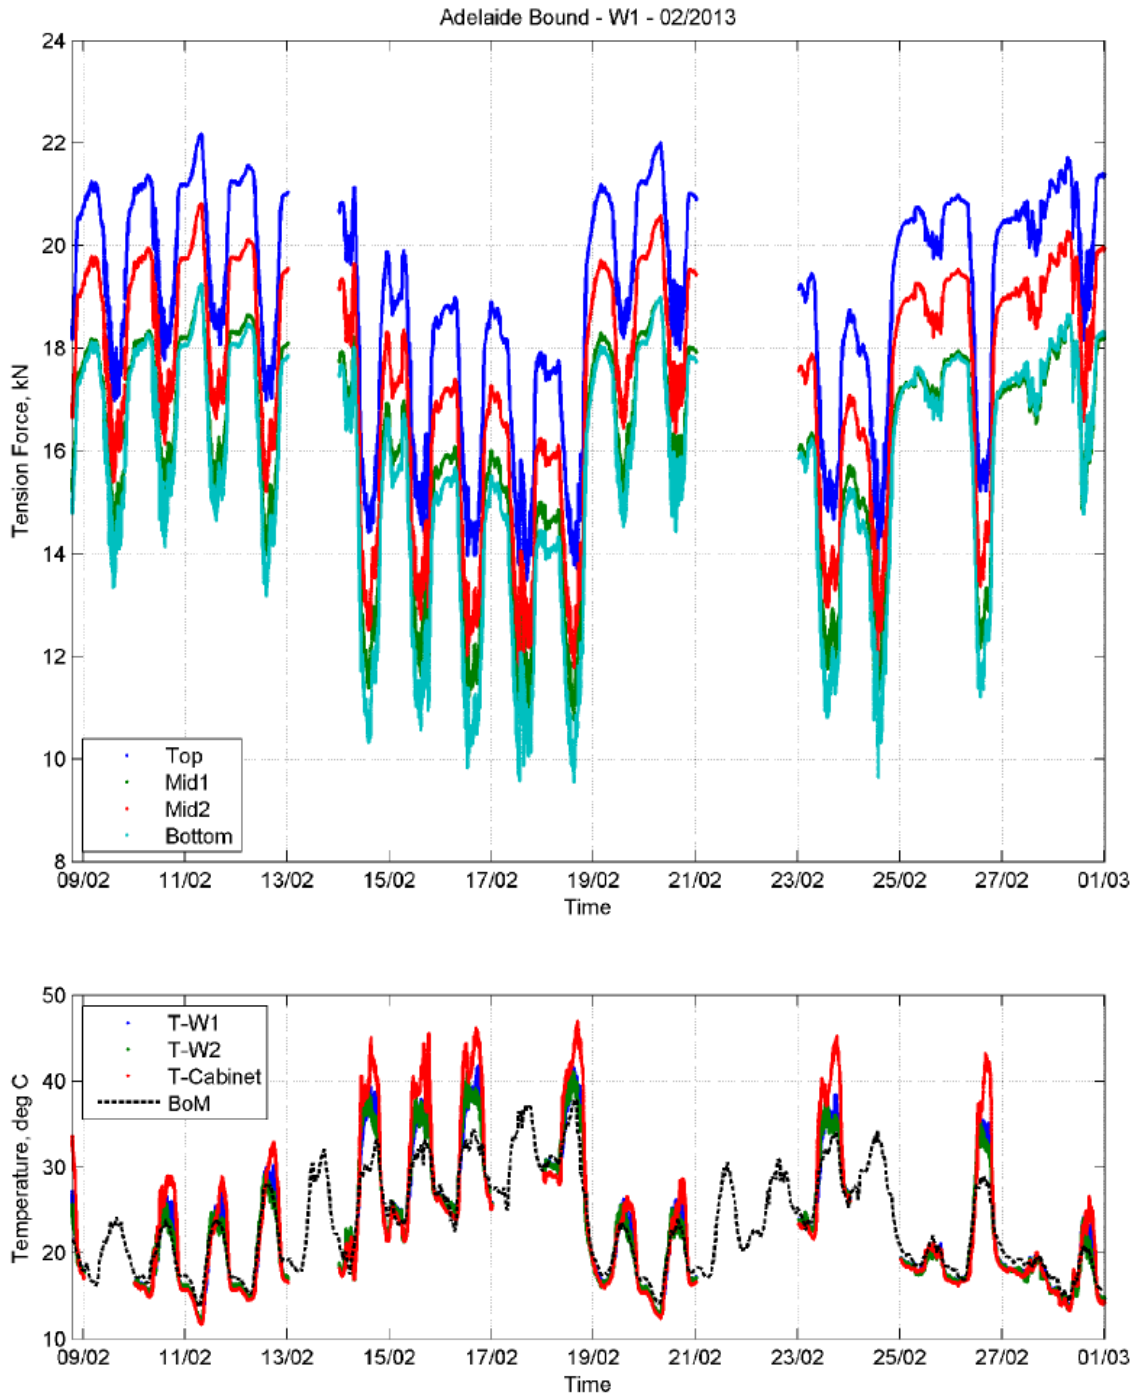 Adelaide Bound - W1 - 02/2013
24
22
20
18
16
14
12
10
8
Tension Force, kN
Top
Mid1
Mid2
Bottom
09/02 11/02 13/02 15/02 17/02 19/02 21/02 23/02 25/02 27/02 01/03
Time
50
40
30
20
10
Temperature, deg C
T-W1
T-W2
T-Cabinet
BoM
09/02 11/02 13/02 15/02 17/02 19/02 21/02 23/02 25/02 27/02 01/03
Time